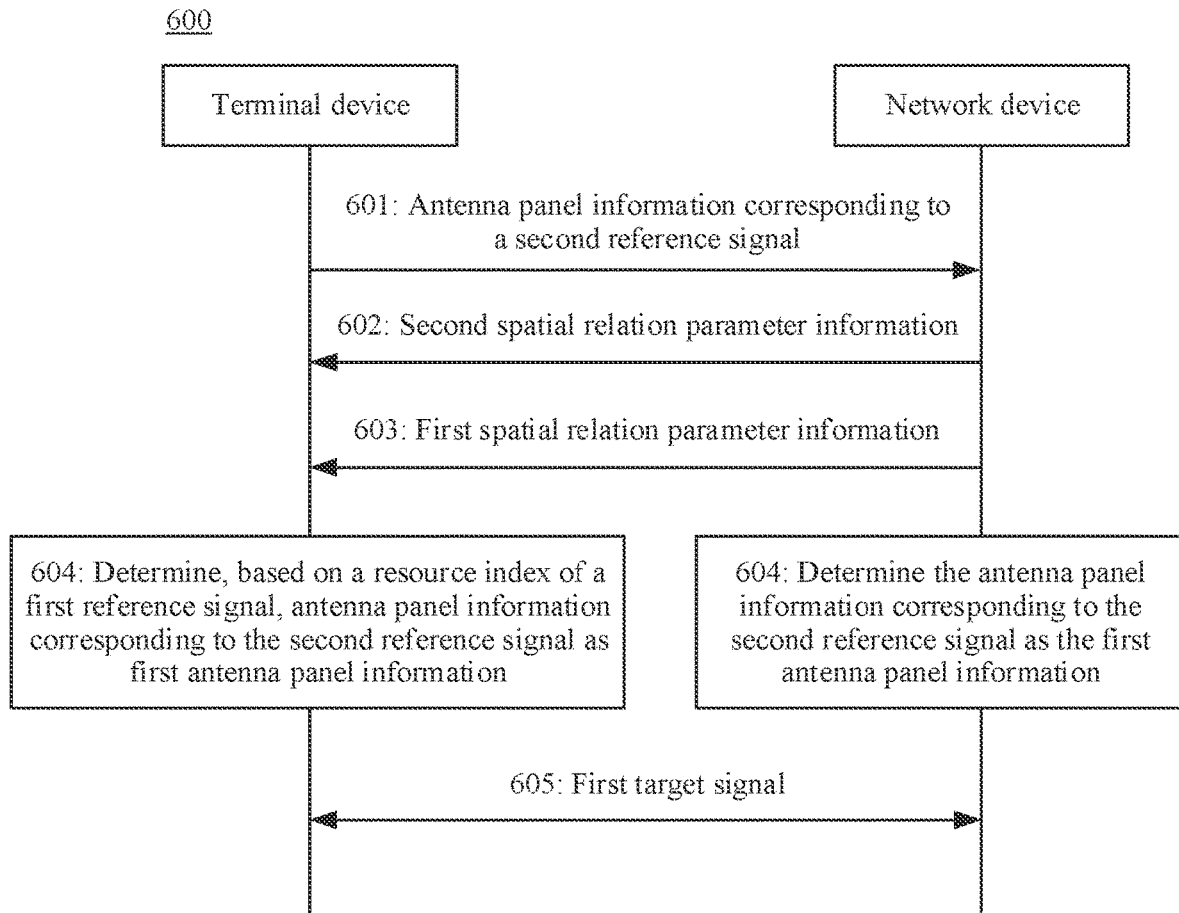 600
Terminal device
Network device
601: Antenna panel information corresponding to
a second reference signal
602: Second spatial relation parameter information
603: First spatial relation parameter information
604: Determine, based on a resource index of a
first reference signal, antenna panel information
corresponding to the second reference signal as
first antenna panel information
604: Determine the antenna panel
information corresponding to the
second reference signal as the first
antenna panel information
605: First target signal